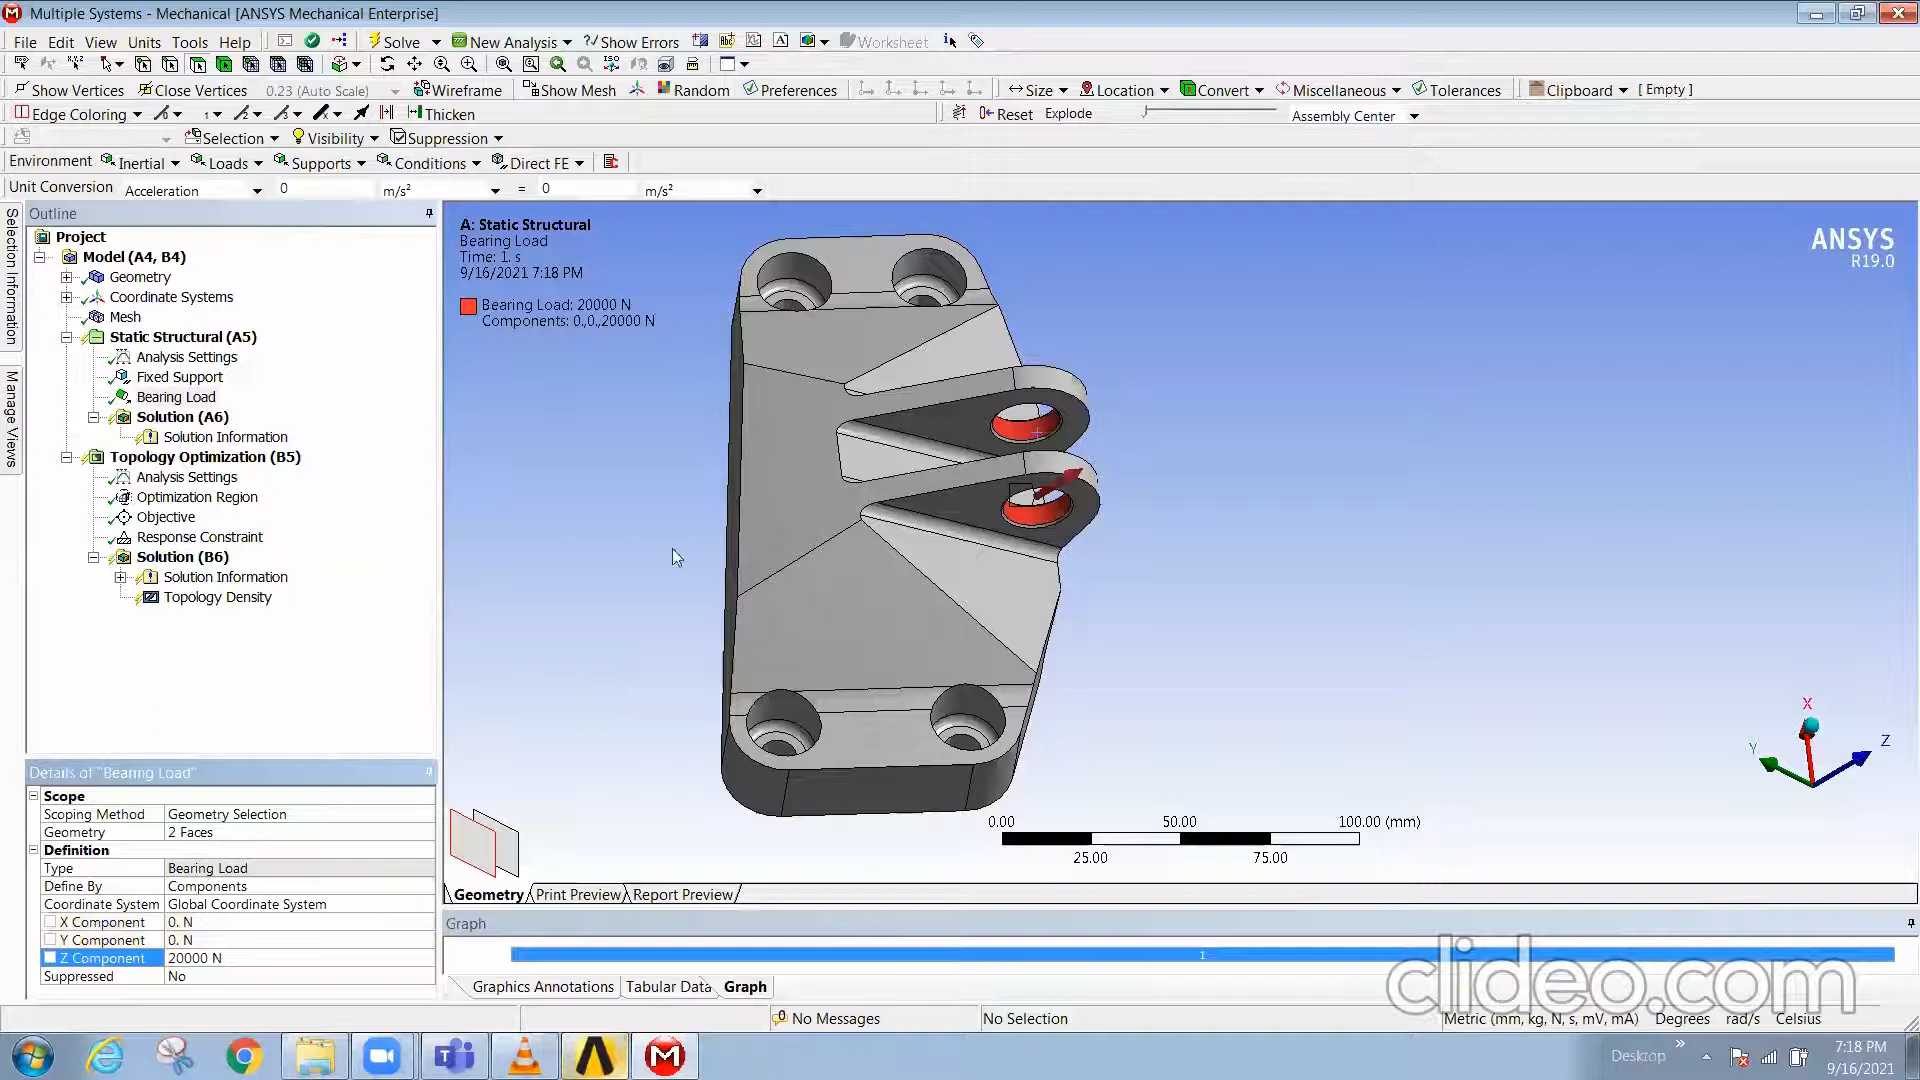 Multiple Systems - Mechanical [ANSYS Mechanical Enterprise]
File Edit View Units Tools Help Solve New Analysis Show Errors Worksheet
Show Vertices Close Vertices 0.23 (Auto Scale) Wireframe Show Mesh Random Preferences Size Location Convert Miscellaneous Tolerances Clipboard [ Empty ]
Edge Coloring Thicken Reset Explode Assembly Center
Selection Visibility Suppression
Environment Inertial Loads Supports Conditions Direct FE
Unit Conversion Acceleration 0 m/s² = 0 m/s²
Selection Information
Manage Views
Outline
Project
Model (A4, B4)
Geometry
Coordinate Systems
Mesh
Static Structural (A5)
Analysis Settings
Fixed Support
Bearing Load
Solution (A6)
Solution Information
Topology Optimization (B5)
Analysis Settings
Optimization Region
Objective
Response Constraint
Solution (B6)
Solution Information
Topology Density
A: Static Structural
Bearing Load
Time: 1. s
9/16/2021 7:18 PM
Bearing Load: 20000 N
Components: 0.,0.,20000 N
ANSYS
R19.0
X
Y
Z
0.00 50.00 100.00 (mm)
25.00 75.00
Details of "Bearing Load"
Scope
Scoping Method Geometry Selection
Geometry 2 Faces
Definition
Type Bearing Load
Define By Components
Coordinate System Global Coordinate System
X Component 0. N
Y Component 0. N
Z Component 20000 N
Suppressed No
Geometry Print Preview Report Preview
Graph
1
Graphics Annotations Tabular Data Graph
clideo.com
No Messages No Selection Metric (mm, kg, N, s, mV, mA) Degrees rad/s Celsius
Desktop
7:18 PM
9/16/2021